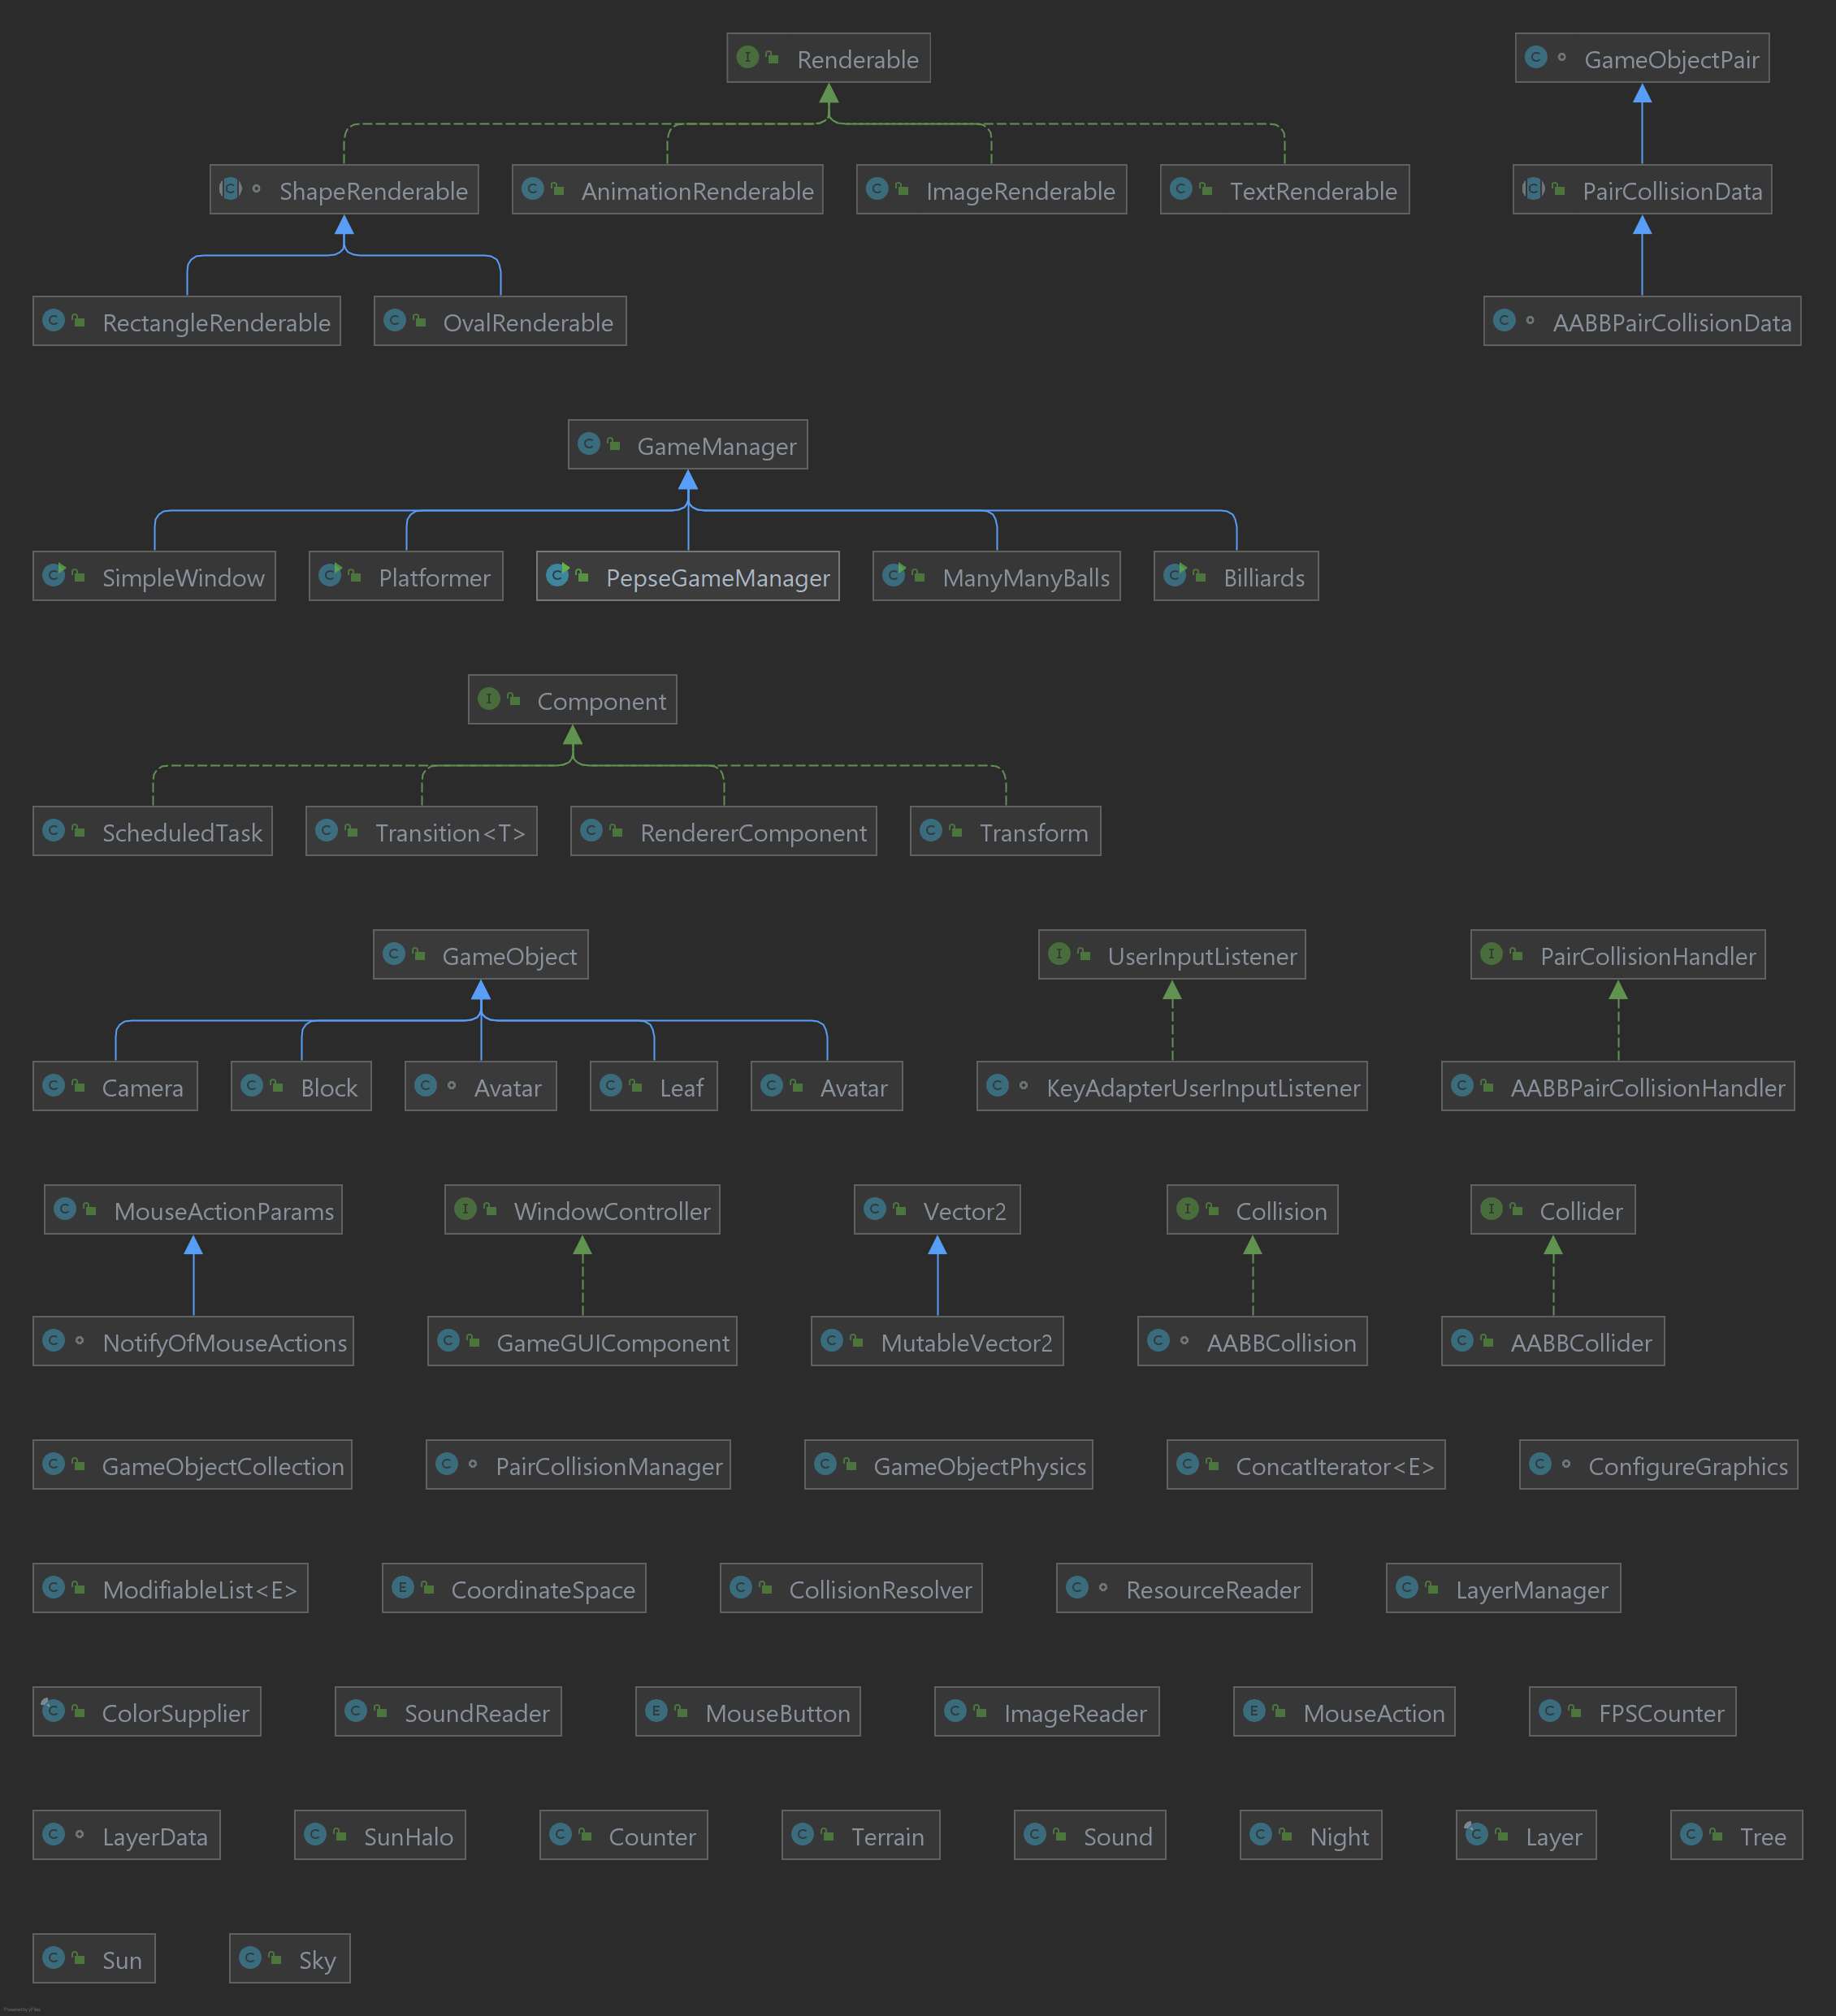 Renderable
GameObjectPair
ShapeRenderable
AnimationRenderable
ImageRenderable
TextRenderable
PairCollisionData
RectangleRenderable
OvalRenderable
AABBPairCollisionData
GameManager
SimpleWindow
Platformer
PepseGameManager
ManyManyBalls
Billiards
Component
ScheduledTask
Transition<T>
RendererComponent
Transform
GameObject
UserInputListener
PairCollisionHandler
Camera
Block
Avatar
Leaf
Avatar
KeyAdapterUserInputListener
AABBPairCollisionHandler
MouseActionParams
WindowController
Vector2
Collision
Collider
NotifyOfMouseActions
GameGUIComponent
MutableVector2
AABBCollision
AABBCollider
GameObjectCollection
PairCollisionManager
GameObjectPhysics
ConcatIterator<E>
ConfigureGraphics
ModifiableList<E>
CoordinateSpace
CollisionResolver
ResourceReader
LayerManager
ColorSupplier
SoundReader
MouseButton
ImageReader
MouseAction
FPSCounter
LayerData
SunHalo
Counter
Terrain
Sound
Night
Layer
Tree
Sun
Sky
Powered by yFiles